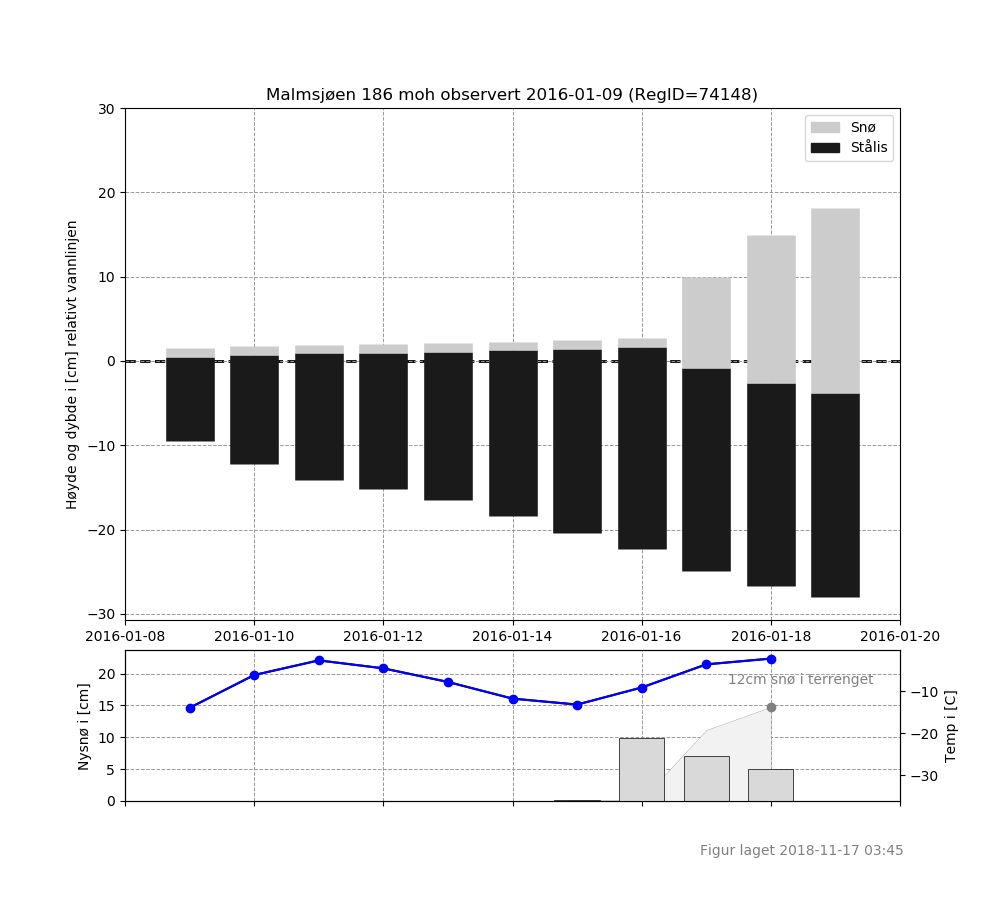 Malmsjøen 186 moh observert 2016-01-09 (RegID=74148)
Snø
Stålis
Høyde og dybde i [cm] relativt vannlinjen
30
20
10
0
−10
−20
−30
2016-01-08 2016-01-10 2016-01-12 2016-01-14 2016-01-16 2016-01-18 2016-01-20
Nysnø i [cm]
20
15
10
5
0
12cm snø i terrenget
−10
−20
−30
Temp i [C]
Figur laget 2018-11-17 03:45